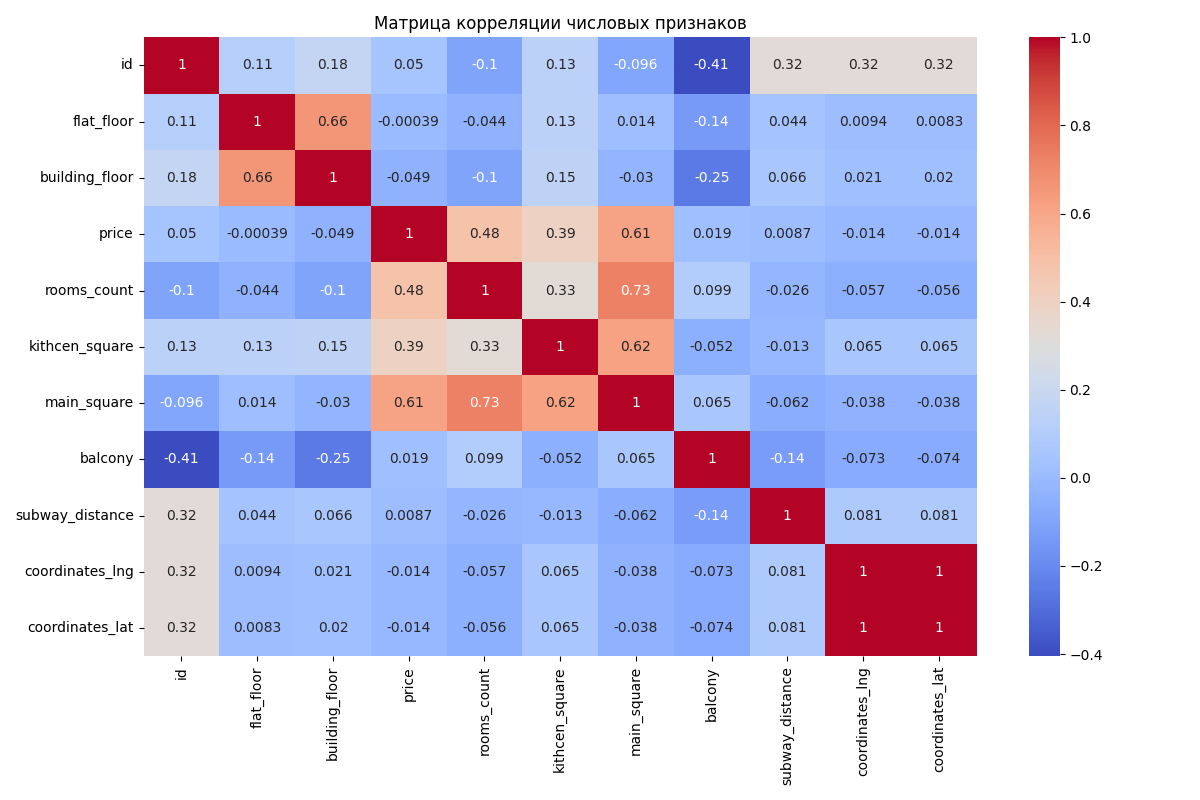 Матрица корреляции числовых признаков
id 1 0.11 0.18 0.05 -0.1 0.13 -0.096 -0.41 0.32 0.32 0.32
flat_floor 0.11 1 0.66 -0.00039 -0.044 0.13 0.014 -0.14 0.044 0.0094 0.0083
building_floor 0.18 0.66 1 -0.049 -0.1 0.15 -0.03 -0.25 0.066 0.021 0.02
price 0.05 -0.00039 -0.049 1 0.48 0.39 0.61 0.019 0.0087 -0.014 -0.014
rooms_count -0.1 -0.044 -0.1 0.48 1 0.33 0.73 0.099 -0.026 -0.057 -0.056
kithcen_square 0.13 0.13 0.15 0.39 0.33 1 0.62 -0.052 -0.013 0.065 0.065
main_square -0.096 0.014 -0.03 0.61 0.73 0.62 1 0.065 -0.062 -0.038 -0.038
balcony -0.41 -0.14 -0.25 0.019 0.099 -0.052 0.065 1 -0.14 -0.073 -0.074
subway_distance 0.32 0.044 0.066 0.0087 -0.026 -0.013 -0.062 -0.14 1 0.081 0.081
coordinates_lng 0.32 0.0094 0.021 -0.014 -0.057 0.065 -0.038 -0.073 0.081 1 1
coordinates_lat 0.32 0.0083 0.02 -0.014 -0.056 0.065 -0.038 -0.074 0.081 1 1
id flat_floor building_floor price rooms_count kithcen_square main_square balcony subway_distance coordinates_lng coordinates_lat
1.0
0.8
0.6
0.4
0.2
0.0
−0.2
−0.4